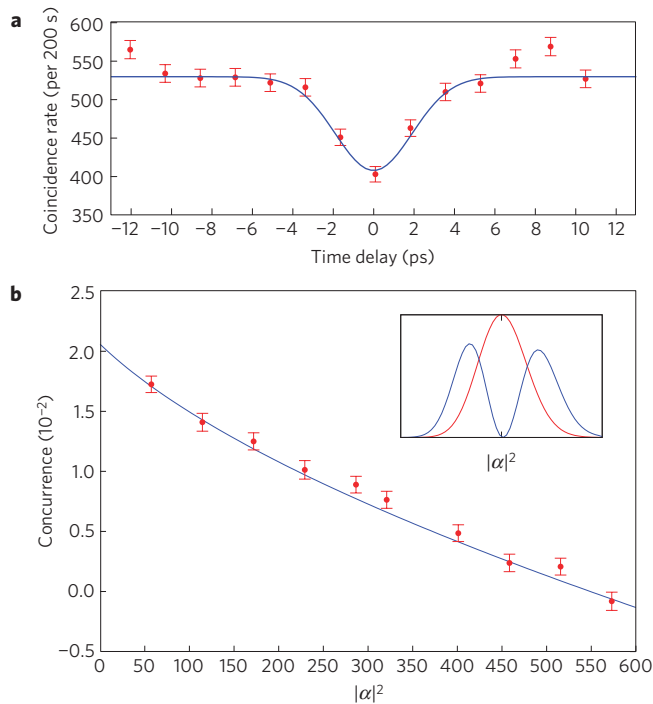 a
Coincidence rate (per 200 s)
600
550
500
450
400
350
−12 −10 −8 −6 −4 −2 0 2 4 6 8 10 12
Time delay (ps)
b
Concurrence (10⁻²)
2.5
2.0
1.5
1.0
0.5
0.0
−0.5
|α|²
0 50 100 150 200 250 300 350 400 450 500 550 600
|α|²